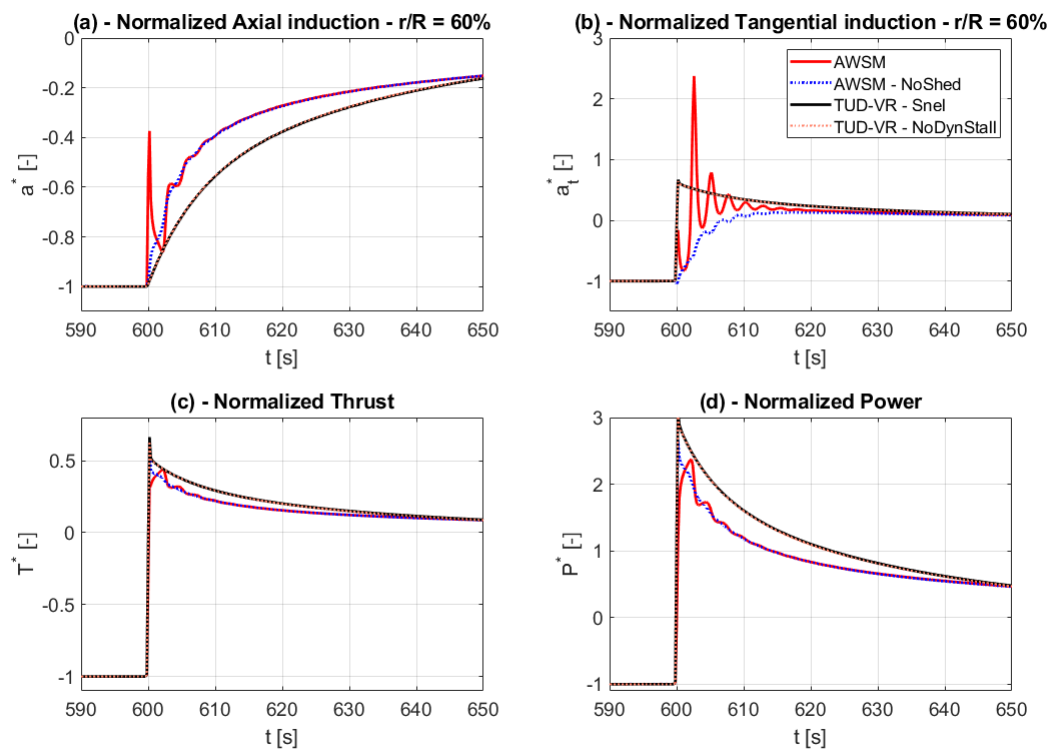 (a) - Normalized Axial induction - r/R = 60%
0
-0.2
-0.4
-0.6
-0.8
-1
a* [-]
590 600 610 620 630 640 650
t [s]
(b) - Normalized Tangential induction - r/R = 60%
3
2
1
0
-1
a_t^* [-]
AWSM
AWSM - NoShed
TUD-VR - Snel
TUD-VR - NoDynStall
590 600 610 620 630 640 650
t [s]
(c) - Normalized Thrust
0.5
0
-0.5
-1
T* [-]
590 600 610 620 630 640 650
t [s]
(d) - Normalized Power
3
2
1
0
-1
P* [-]
590 600 610 620 630 640 650
t [s]